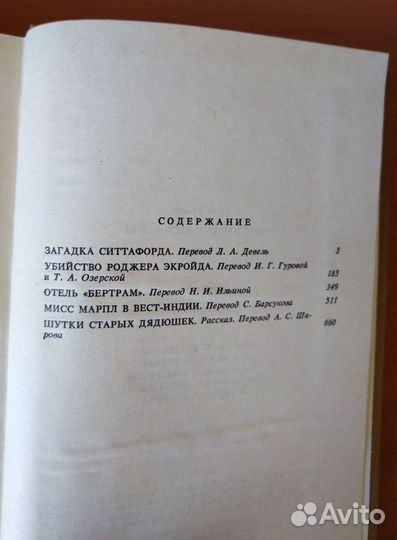 СОДЕРЖАНИЕ
ЗАГАДКА СИТТАФОРДА. Перевод Л. А. Девель 3
УБИЙСТВО РОДЖЕРА ЭКРОЙДА. Перевод И. Г. Гуровой
и Т. А. Озерской 185
ОТЕЛЬ «БЕРТРАМ». Перевод Н. И. Ильиной 349
МИСС МАРПЛ В ВЕСТ-ИНДИИ. Перевод С. Барсукова 511
ШУТКИ СТАРЫХ ДЯДЮШЕК. Рассказ. Перевод А. С. Ша-
рова 660
Avito